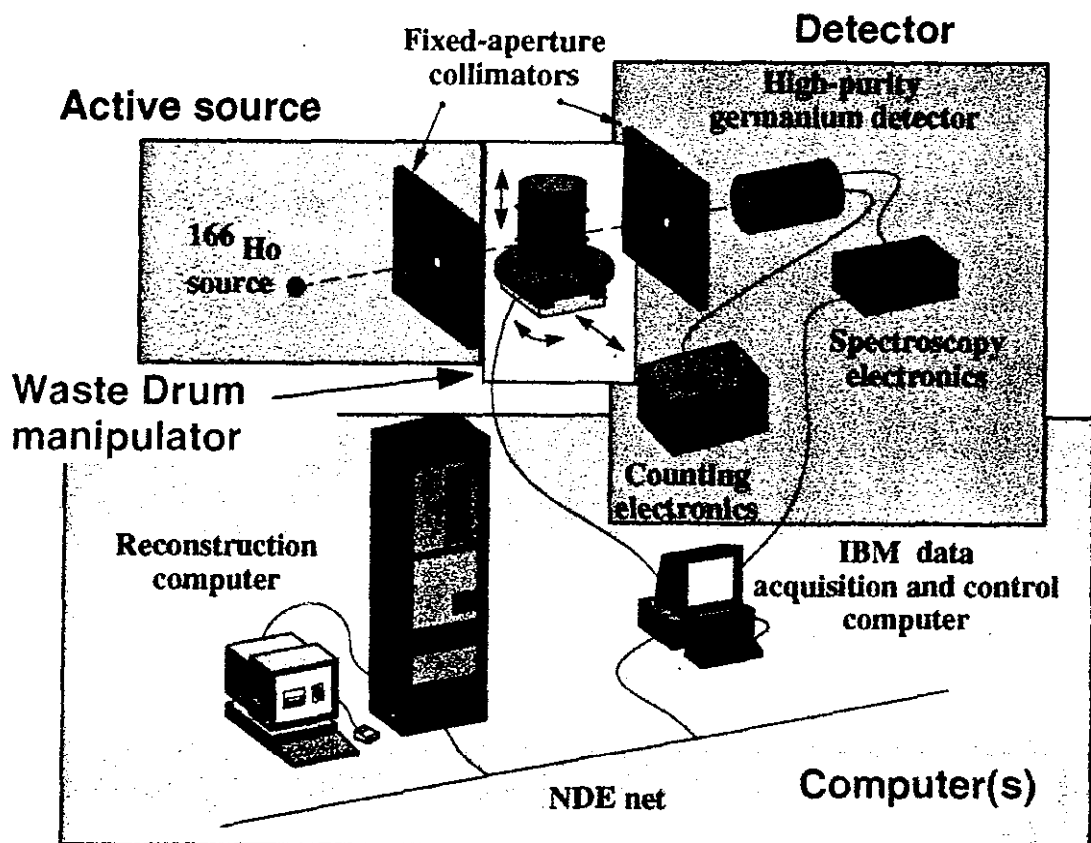 Detector
Fixed-aperture
collimators
High-purity
germanium detector
Active source
166 Ho
source
Spectroscopy
electronics
Waste Drum
manipulator
Counting
electronics
Reconstruction
computer
IBM data
acquisition and control
computer
NDE net
Computer(s)